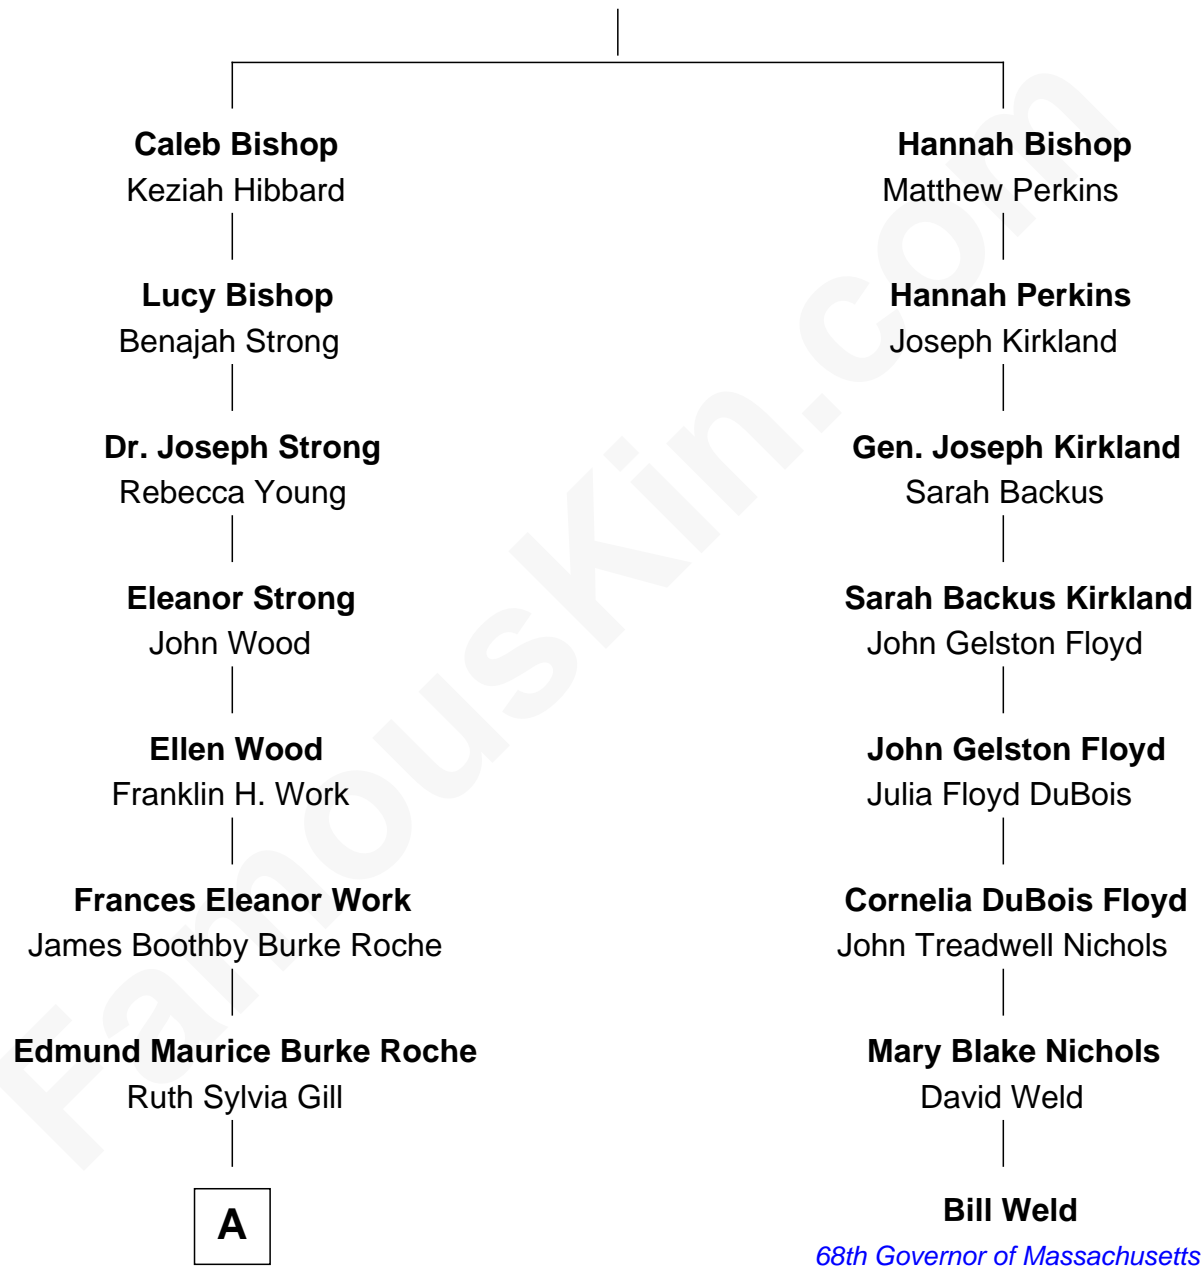 Caleb Bishop
Keziah Hibbard
Lucy Bishop
Benajah Strong
Dr. Joseph Strong
Rebecca Young
Eleanor Strong
John Wood
Ellen Wood
Franklin H. Work
Frances Eleanor Work
James Boothby Burke Roche
Edmund Maurice Burke Roche
Ruth Sylvia Gill
A
Hannah Bishop
Matthew Perkins
Hannah Perkins
Joseph Kirkland
Gen. Joseph Kirkland
Sarah Backus
Sarah Backus Kirkland
John Gelston Floyd
John Gelston Floyd
Julia Floyd DuBois
Cornelia DuBois Floyd
John Treadwell Nichols
Mary Blake Nichols
David Weld
Bill Weld
68th Governor of Massachusetts
FamousKin.com